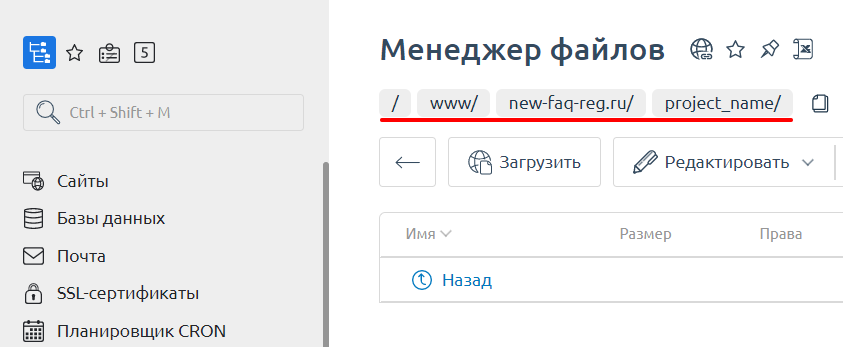 5
Ctrl + Shift + M
Сайты
Базы данных
Почта
SSL-сертификаты
Планировщик CRON
Менеджер файлов
/ www/ new-faq-reg.ru/ project_name/
Загрузить Редактировать
Имя Размер Права
Назад